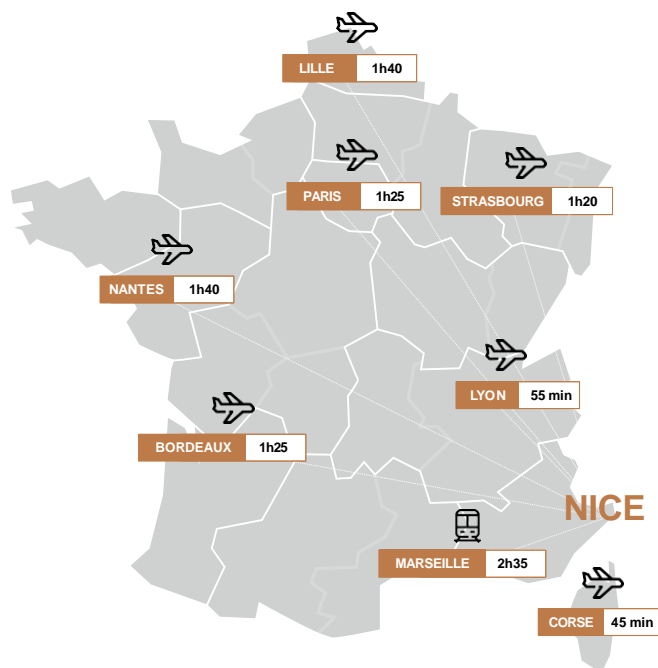 LILLE 1h40
PARIS 1h25
STRASBOURG 1h20
NANTES 1h40
LYON 55 min
BORDEAUX 1h25
NICE
MARSEILLE 2h35
CORSE 45 min